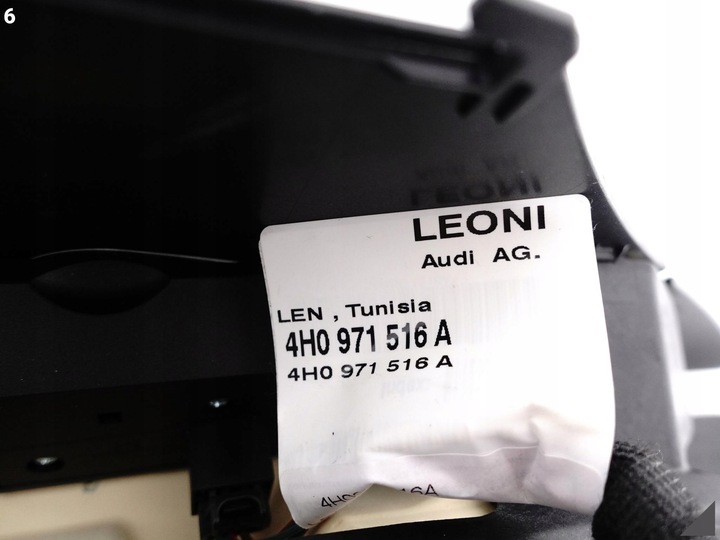 6
LEONI
Audi AG.
LEN , Tunisia
4H0 971 516 A
4H0 971 516 A